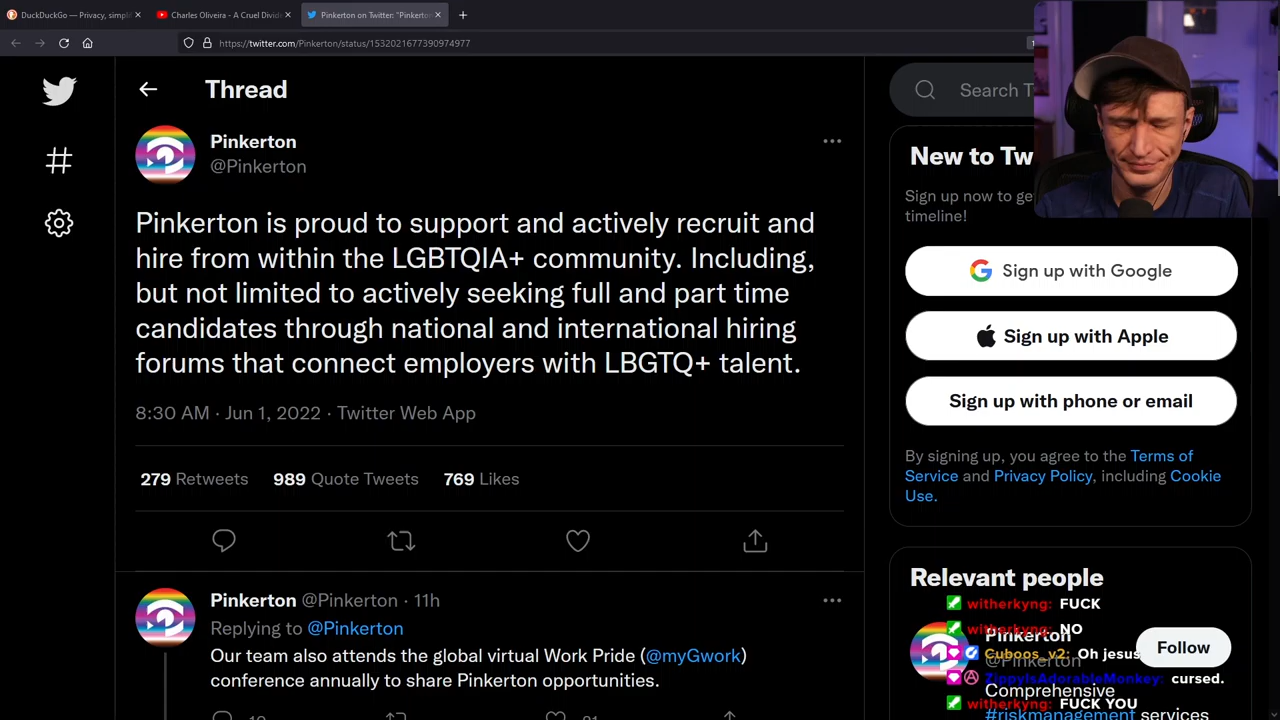 DuckDuckGo — Privacy, simpl
Charles Oliveira - A Cruel Divid
Pinkerton on Twitter: "Pinkerton
https://twitter.com/Pinkerton/status/1532021677390974977
Thread
Pinkerton
@Pinkerton
Pinkerton is proud to support and actively recruit and
hire from within the LGBTQIA+ community. Including,
but not limited to actively seeking full and part time
candidates through national and international hiring
forums that connect employers with LBGTQ+ talent.
8:30 AM · Jun 1, 2022 · Twitter Web App
279 Retweets 989 Quote Tweets 769 Likes
Pinkerton @Pinkerton · 11h
Replying to @Pinkerton
Our team also attends the global virtual Work Pride (@myGwork)
conference annually to share Pinkerton opportunities.
Search T
New to Tw
Sign up now to ge
timeline!
Sign up with Google
Sign up with Apple
Sign up with phone or email
By signing up, you agree to the Terms of
Service and Privacy Policy, including Cookie
Use.
Relevant people
witherkyng: FUCK
witherkyng: NO
Pinkerton
Cuboos_v2: Oh jesus
@Pinkerton
Follow
ZippyIsAdorableMonkey: cursed.
Comprehensive
witherkyng: FUCK YOU
#riskmanagement services